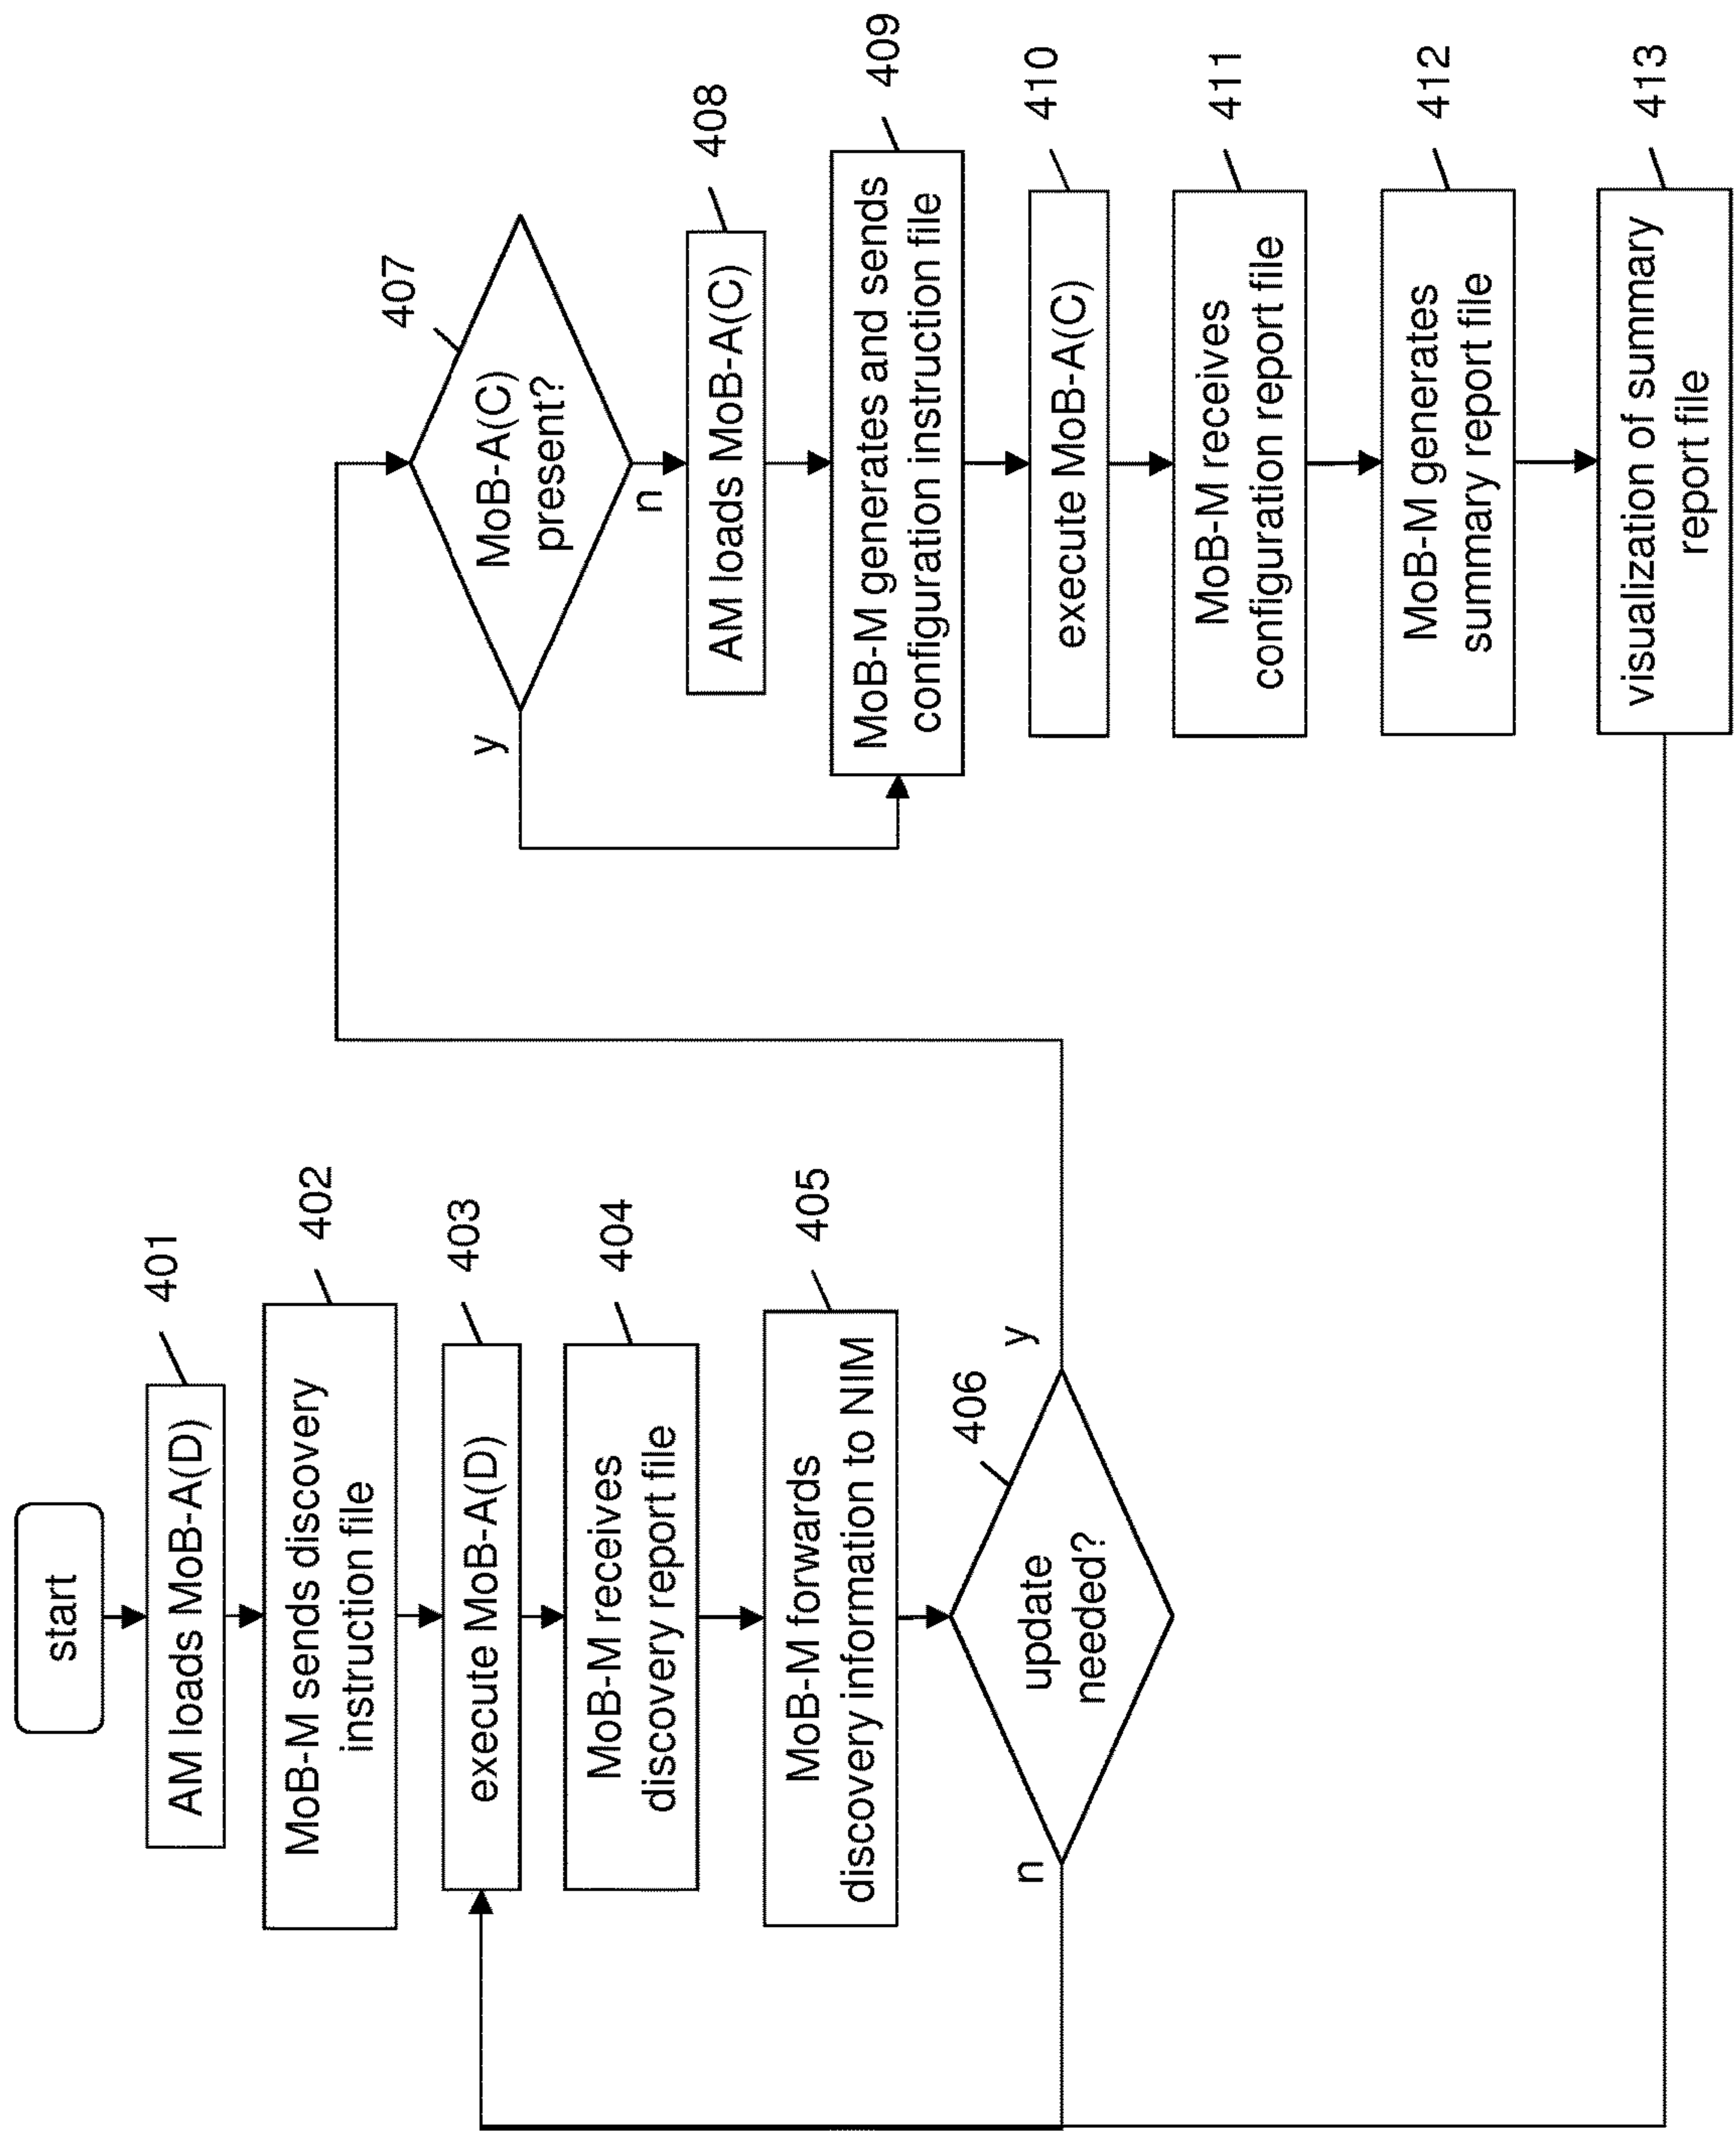 start
401
AM loads MoB-A(D)
402
MoB-M sends discovery
instruction file
403
execute MoB-A(D)
404
MoB-M receives
discovery report file
405
MoB-M forwards
discovery information to NIM
406
update
needed?
n
y
407
MoB-A(C)
present?
y
n
408
AM loads MoB-A(C)
409
MoB-M generates and sends
configuration instruction file
410
execute MoB-A(C)
411
MoB-M receives
configuration report file
412
MoB-M generates
summary report file
413
visualization of summary
report file